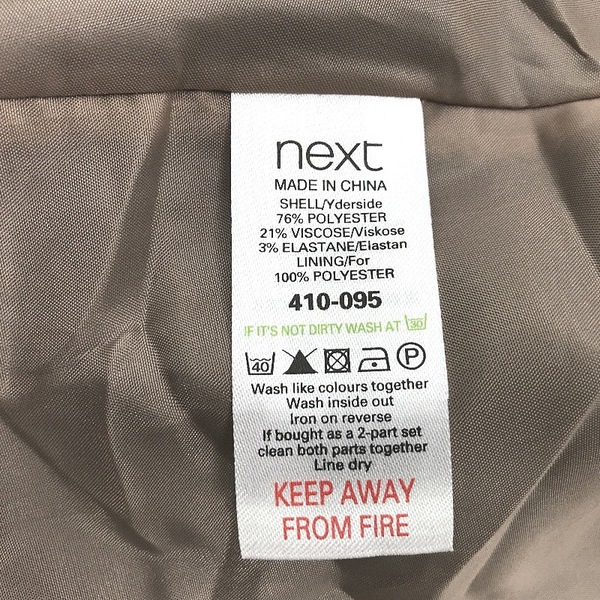 next
MADE IN CHINA
SHELL/Yderside
76% POLYESTER
21% VISCOSE/Viskose
3% ELASTANE/Elastan
LINING/For
100% POLYESTER
410-095
IF IT'S NOT DIRTY WASH AT 30
40 P
Wash like colours together
Wash inside out
Iron on reverse
If bought as a 2-part set
clean both parts together
Line dry
KEEP AWAY
FROM FIRE